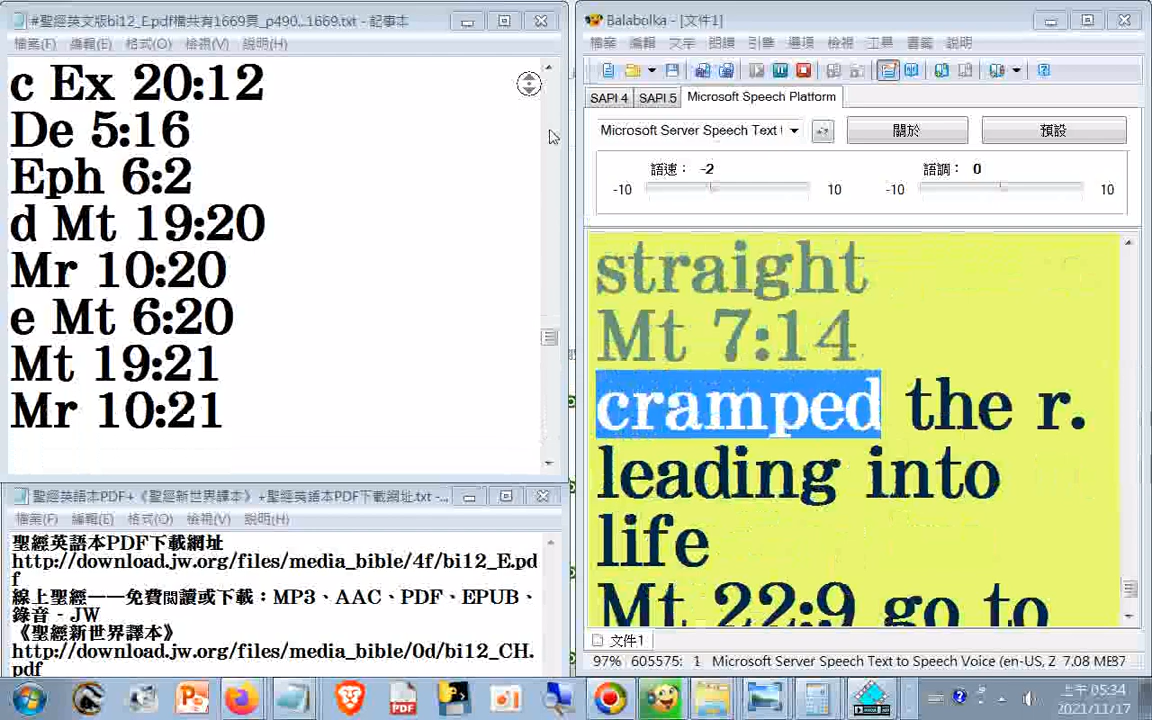 #聖經英文版bi12_E.pdf檔共有1669頁_p490...1669.txt - 記事本
檔案(F) 編輯(E) 格式(O) 檢視(V) 說明(H)
c Ex 20:12
De 5:16
Eph 6:2
d Mt 19:20
Mr 10:20
e Mt 6:20
Mt 19:21
Mr 10:21
聖經英語本PDF+《聖經新世界譯本》+聖經英語本PDF下載網址.txt -...
檔案(F) 編輯(E) 格式(O) 檢視(V) 說明(H)
聖經英語本PDF下載網址
http://download.jw.org/files/media_bible/4f/bi12_E.pd
f
線上聖經——免費閱讀或下載：MP3、AAC、PDF、EPUB、
錄音 - JW
《聖經新世界譯本》
http://download.jw.org/files/media_bible/0d/bi12_CH.
pdf
Balabolka - [文件1]
檔案 編輯 文字 朗讀 引擎 選項 檢視 工具 書籤 說明
SAPI 4 SAPI 5 Microsoft Speech Platform
Microsoft Server Speech Text 關於 預設
語速： -2 語調： 0
-10 10 -10 10
straight
Mt 7:14
cramped the r.
leading into
life
Mt 22:9 go to
文件1
97% 605575: 1 Microsoft Server Speech Text to Speech Voice (en-US, Z 7.08 MB
上午 05:34
2021/11/17